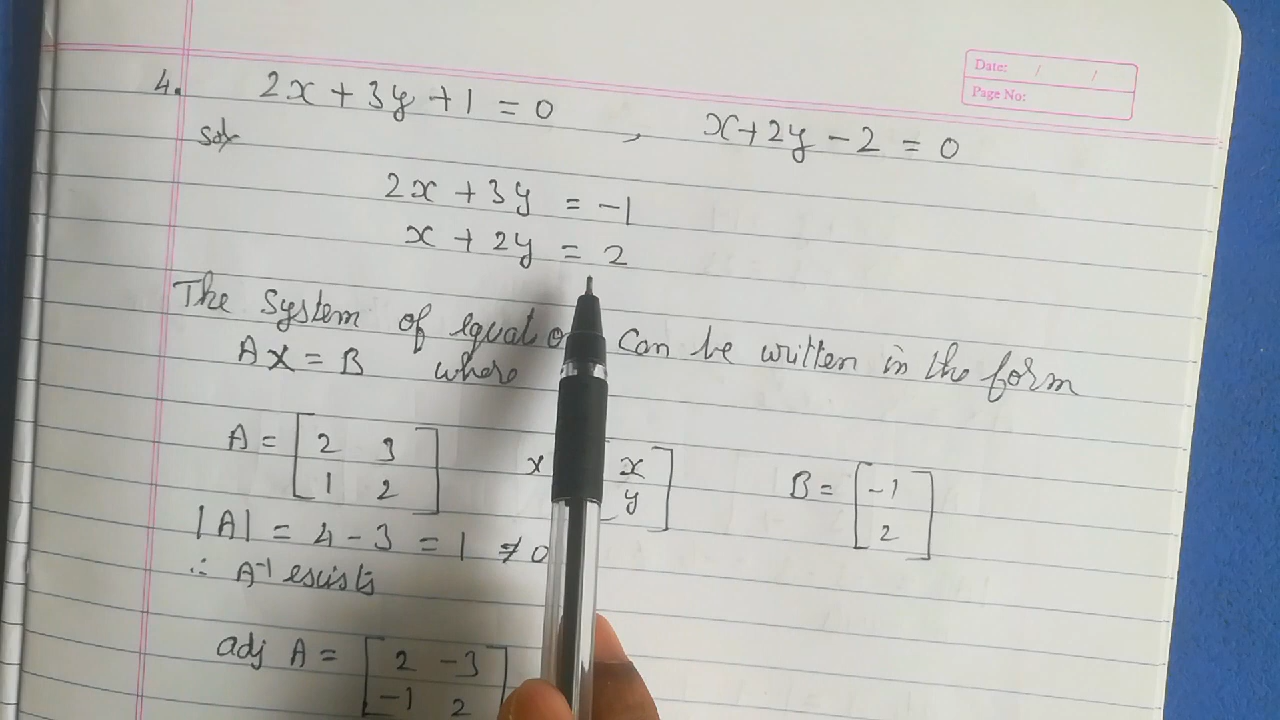 Date: / /
Page No:
4. 2x + 3y + 1 = 0 , x + 2y - 2 = 0
Sol
2x + 3y = -1
x + 2y = 2
The System of equat can be written in the form
AX = B where
A = [2 3 x [x B = [-1
1 2] y] 2]
|A| = 4 - 3 = 1 ≠ 0
∴ A⁻¹ exists
adj A = [2 -3
-1 2]